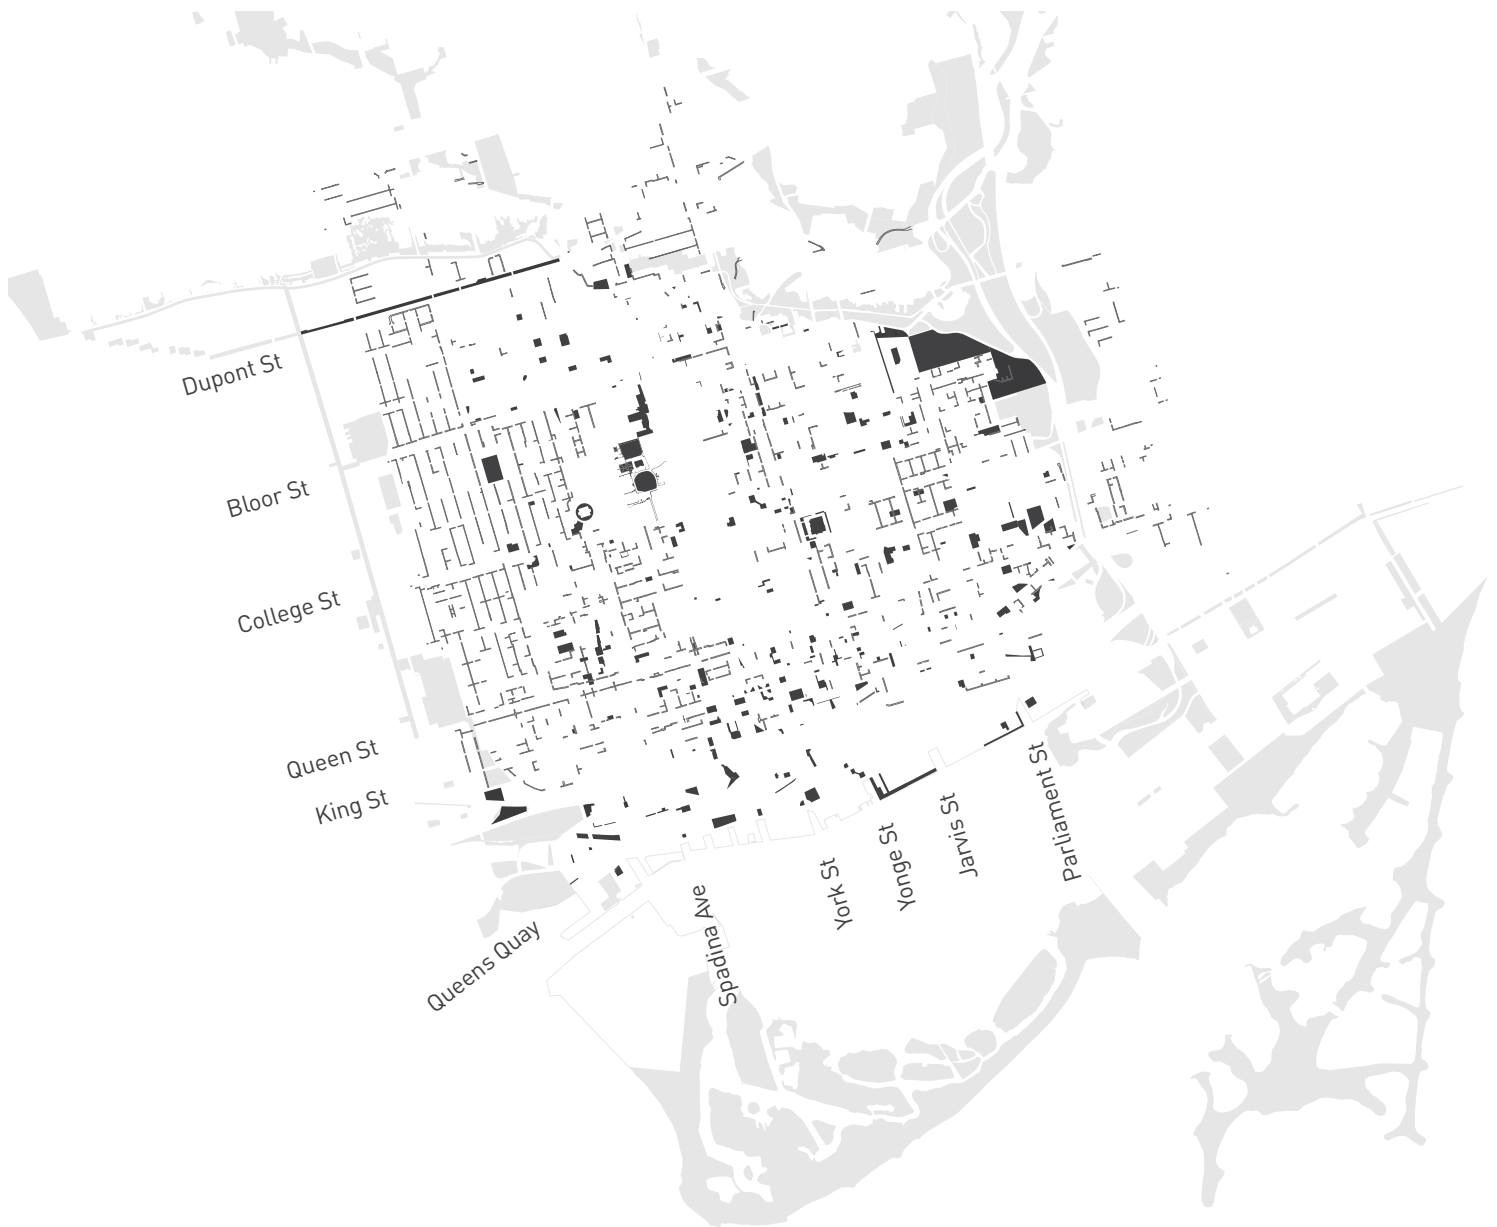 Dupont St
Bloor St
College St
Queen St
King St
Queens Quay
Spadina Ave
York St
Yonge St
Jarvis St
Parliament St